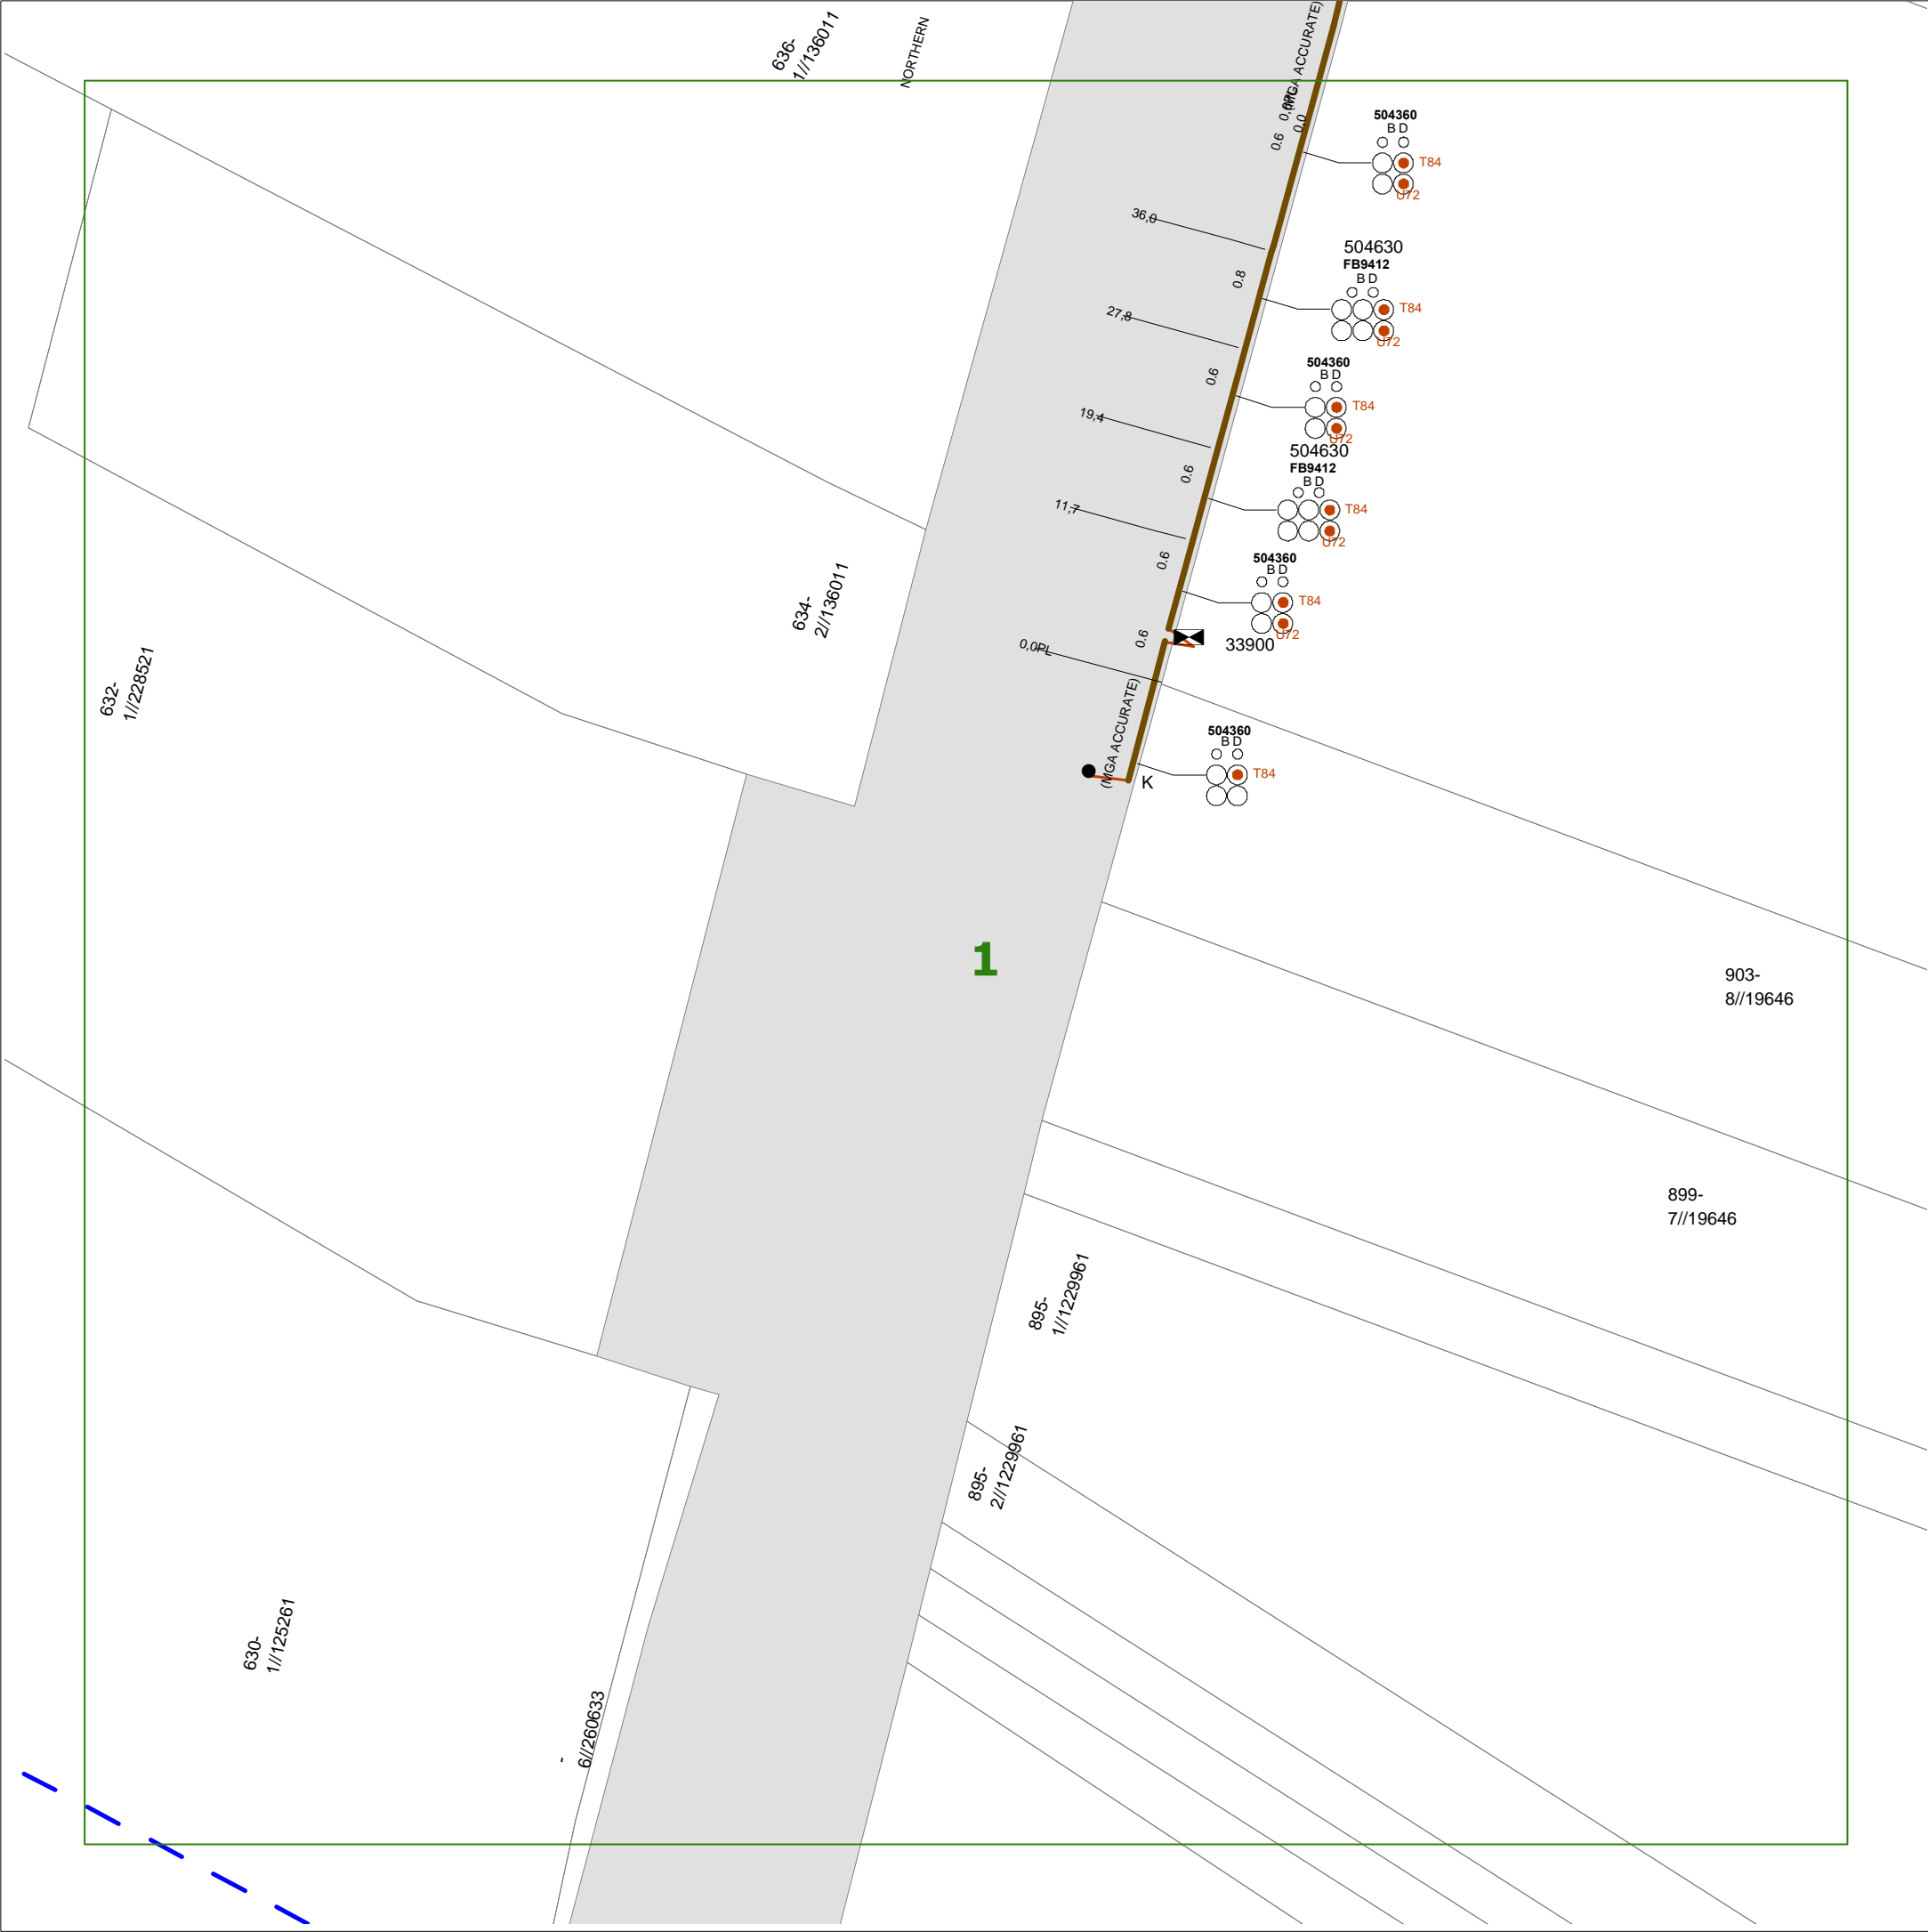 636-
1//136011
NORTHERN
(MGA ACCURATE)
0.0
0.6
504360
B D
T84
U72
36,0
0.8
504630
FB9412
B D
T84
U72
27,8
0.6
504360
B D
T84
U72
19,4
0.6
504630
FB9412
B D
T84
U72
11,7
0.6
504360
B D
T84
U72
634-
2//136011
0.6
33900
0,0PL
632-
1//228521
(MGA ACCURATE)
504360
B D
T84
K
1
903-
8//19646
899-
7//19646
895-
1//1229961
895-
2//1229961
630-
1//125261
-
6//260633